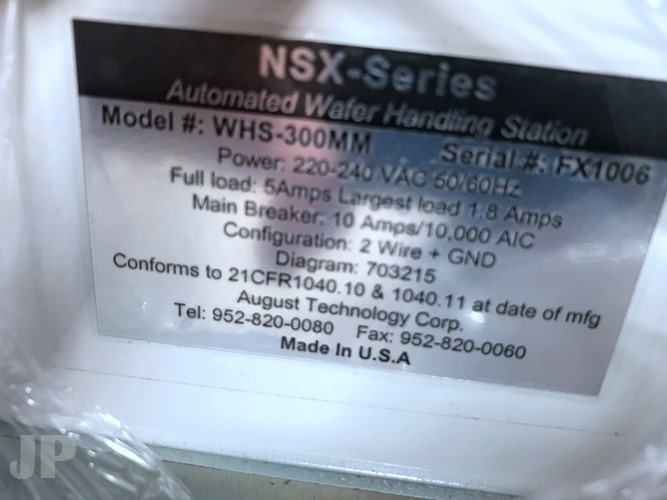 NSX-Series
Automated Wafer Handling Station
Model #: WHS-300MM Serial #: FX1006
Power: 220-240 VAC 50/60Hz
Full load: 5Amps Largest load 1.8 Amps
Main Breaker: 10 Amps/10,000 AIC
Configuration: 2 Wire + GND
Diagram: 703215
Conforms to 21CFR1040.10 & 1040.11 at date of mfg
August Technology Corp.
Tel: 952-820-0080 Fax: 952-820-0060
Made In U.S.A
JP